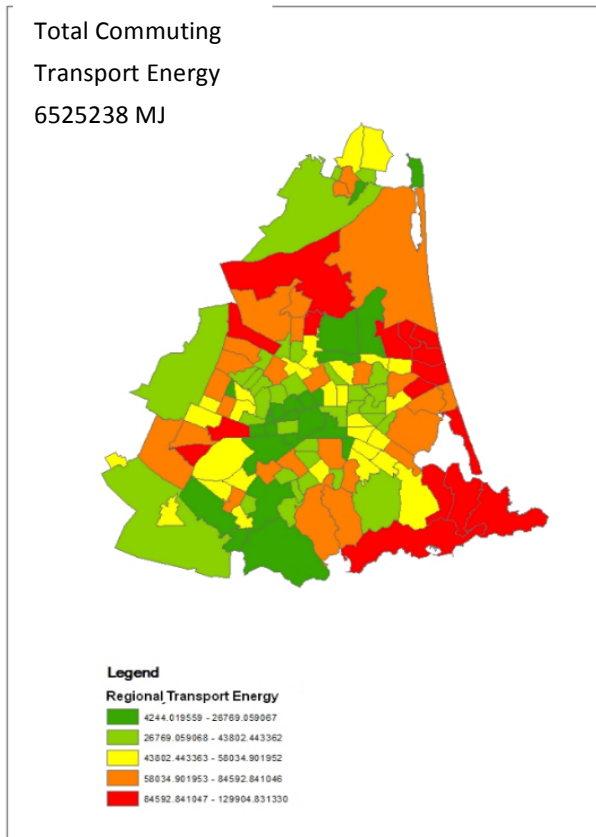 Total Commuting
Transport Energy
6525238 MJ
Legend
Regional Transport Energy
4244.019559 - 26769.059067
26769.059068 - 43802.443362
43802.443363 - 58034.901952
58034.901953 - 84592.841046
84592.841047 - 129904.831330